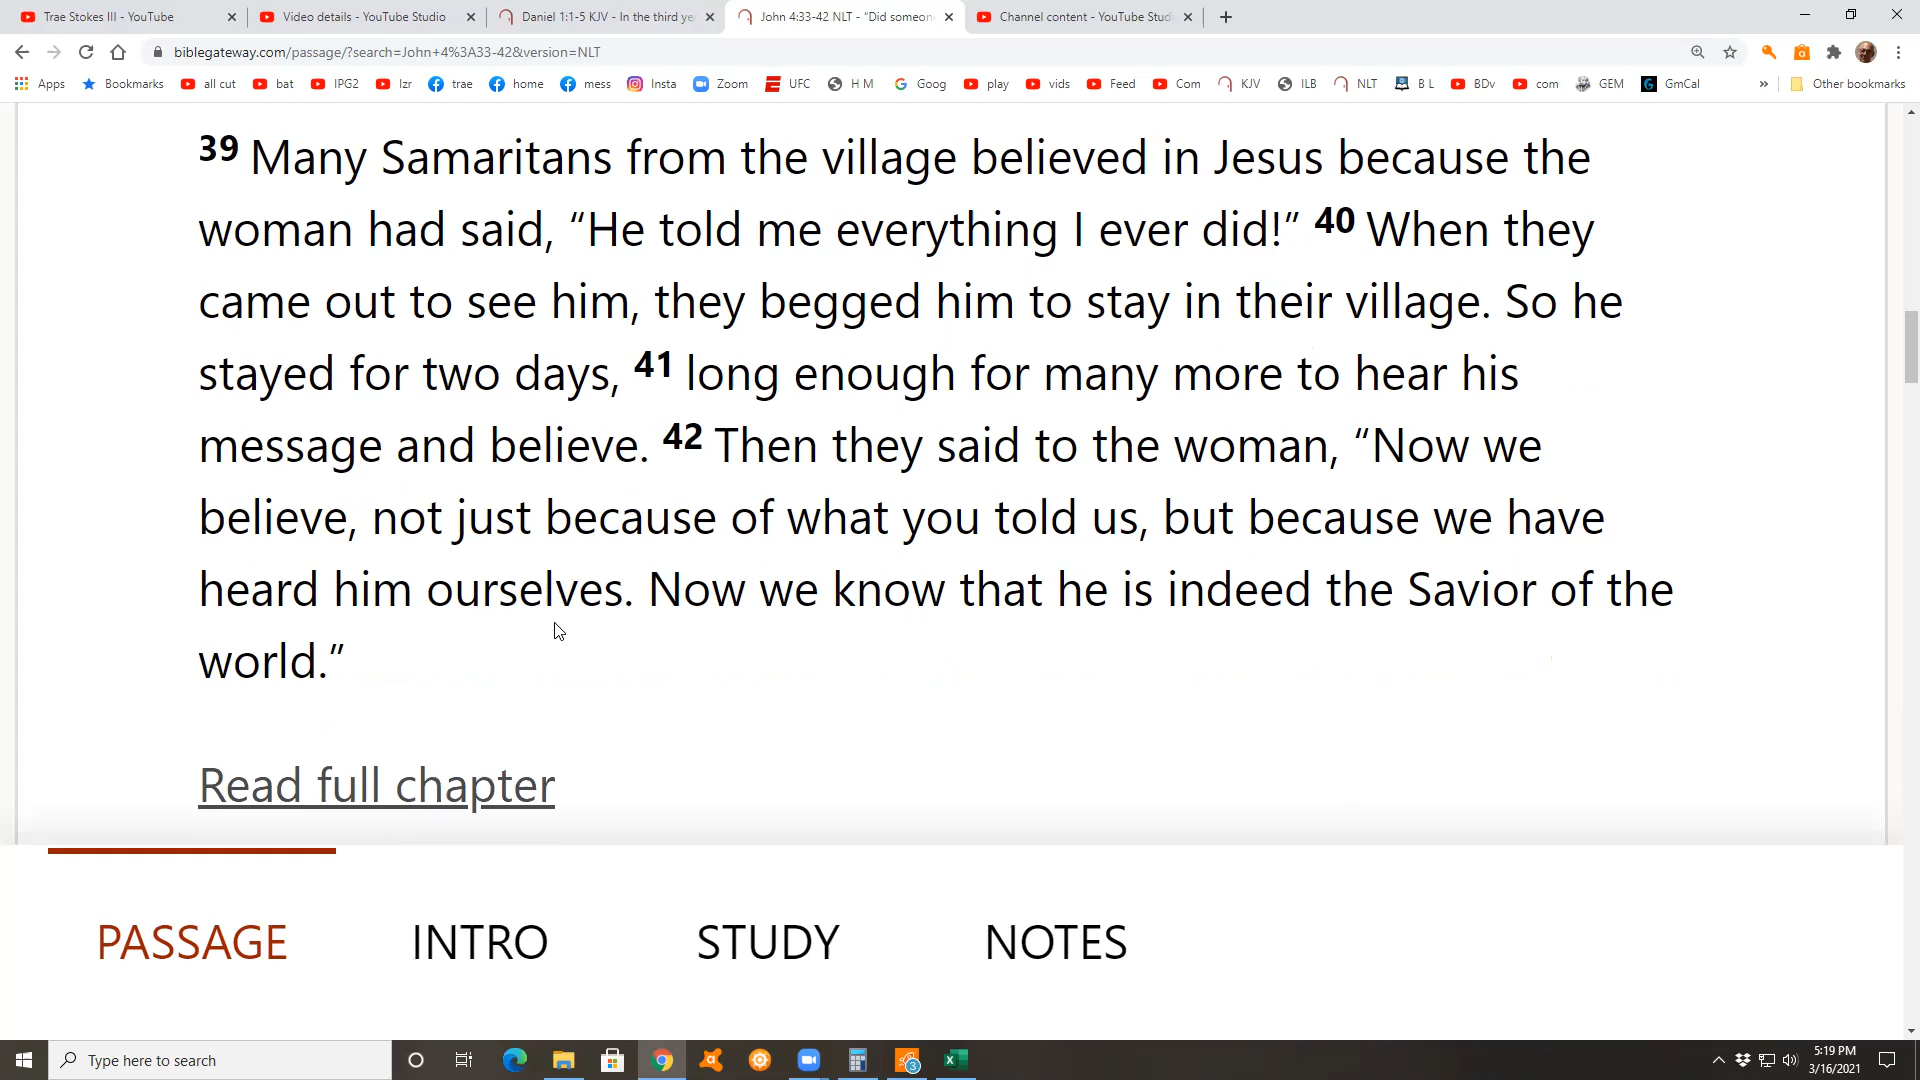 Trae Stokes III - YouTube
Video details - YouTube Studio
Daniel 1:1-5 KJV - In the third ye
John 4:33-42 NLT - “Did someon
Channel content - YouTube Stud
biblegateway.com/passage/?search=John+4%3A33-42&version=NLT
Apps Bookmarks all cut bat IPG2 lzr trae home mess Insta Zoom UFC H M Goog play vids Feed Com KJV ILB NLT B L BDv com GEM GmCal » Other bookmarks
39 Many Samaritans from the village believed in Jesus because the
woman had said, “He told me everything I ever did!” 40 When they
came out to see him, they begged him to stay in their village. So he
stayed for two days, 41 long enough for many more to hear his
message and believe. 42 Then they said to the woman, “Now we
believe, not just because of what you told us, but because we have
heard him ourselves. Now we know that he is indeed the Savior of the
world.”
Read full chapter
PASSAGE INTRO STUDY NOTES
Type here to search
3
5:19 PM
3/16/2021